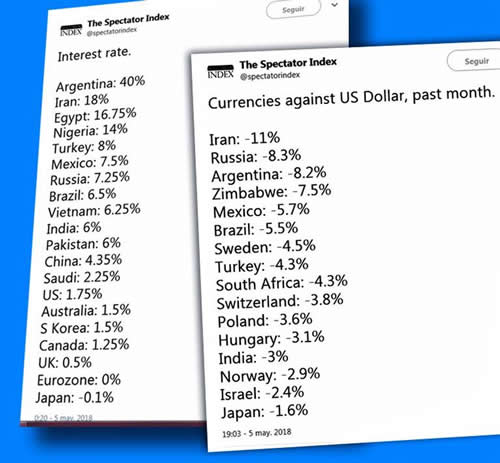 The Spectator Index
@spectatorindex
Seguir
INDEX
Interest rate.
Argentina: 40%
Iran: 18%
Egypt: 16.75%
Nigeria: 14%
Turkey: 8%
Mexico: 7.5%
Russia: 7.25%
Brazil: 6.5%
Vietnam: 6.25%
India: 6%
Pakistan: 6%
China: 4.35%
Saudi: 2.25%
US: 1.75%
Australia: 1.5%
S Korea: 1.5%
Canada: 1.25%
UK: 0.5%
Eurozone: 0%
Japan: -0.1%
0:20 - 5 may. 2018
The Spectator Index
@spectatorindex
Seguir
INDEX
Currencies against US Dollar, past month.
Iran: -11%
Russia: -8.3%
Argentina: -8.2%
Zimbabwe: -7.5%
Mexico: -5.7%
Brazil: -5.5%
Sweden: -4.5%
Turkey: -4.3%
South Africa: -4.3%
Switzerland: -3.8%
Poland: -3.6%
Hungary: -3.1%
India: -3%
Norway: -2.9%
Israel: -2.4%
Japan: -1.6%
19:03 - 5 may. 2018